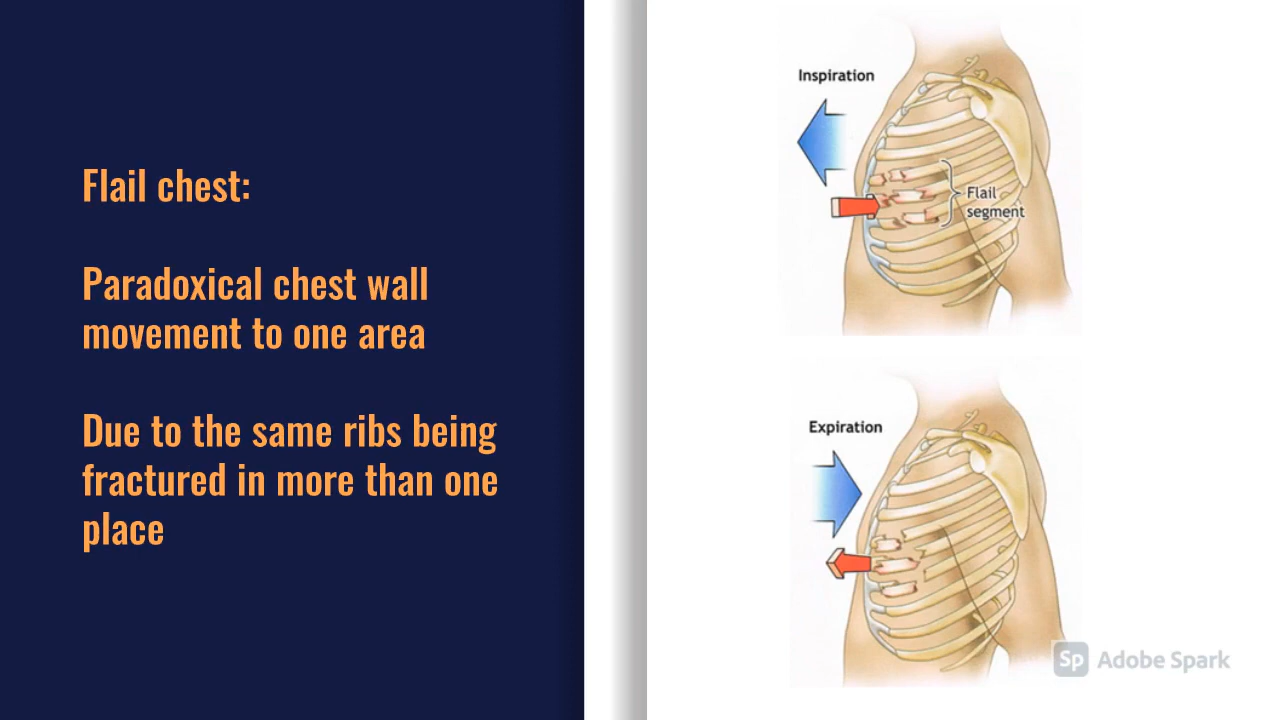 Flail chest:
Paradoxical chest wall
movement to one area
Due to the same ribs being
fractured in more than one
place
Inspiration
Flail
segment
Expiration
Sp Adobe Spark